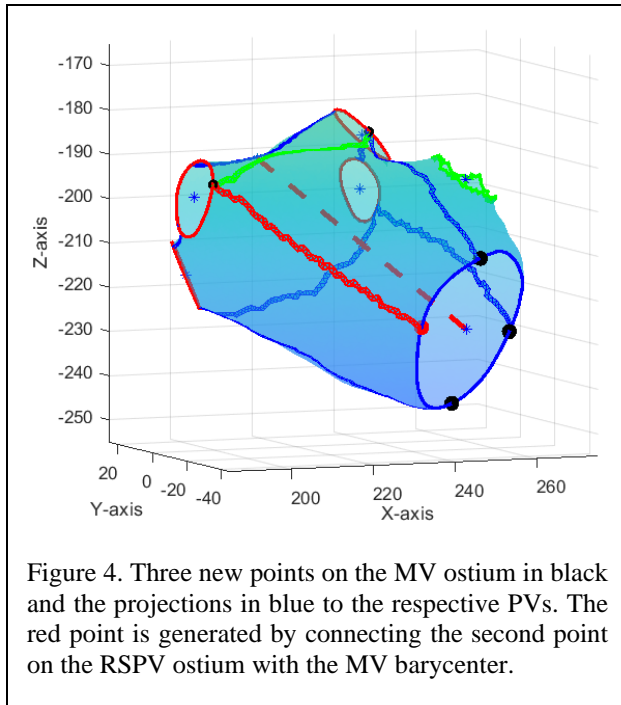 -170
-180
-190
-200
-210
-220
-230
-240
-250
Z-axis
20
0
-20
-40
Y-axis
200
220
240
260
X-axis
Figure 4. Three new points on the MV ostium in black
and the projections in blue to the respective PVs. The
red point is generated by connecting the second point
on the RSPV ostium with the MV barycenter.